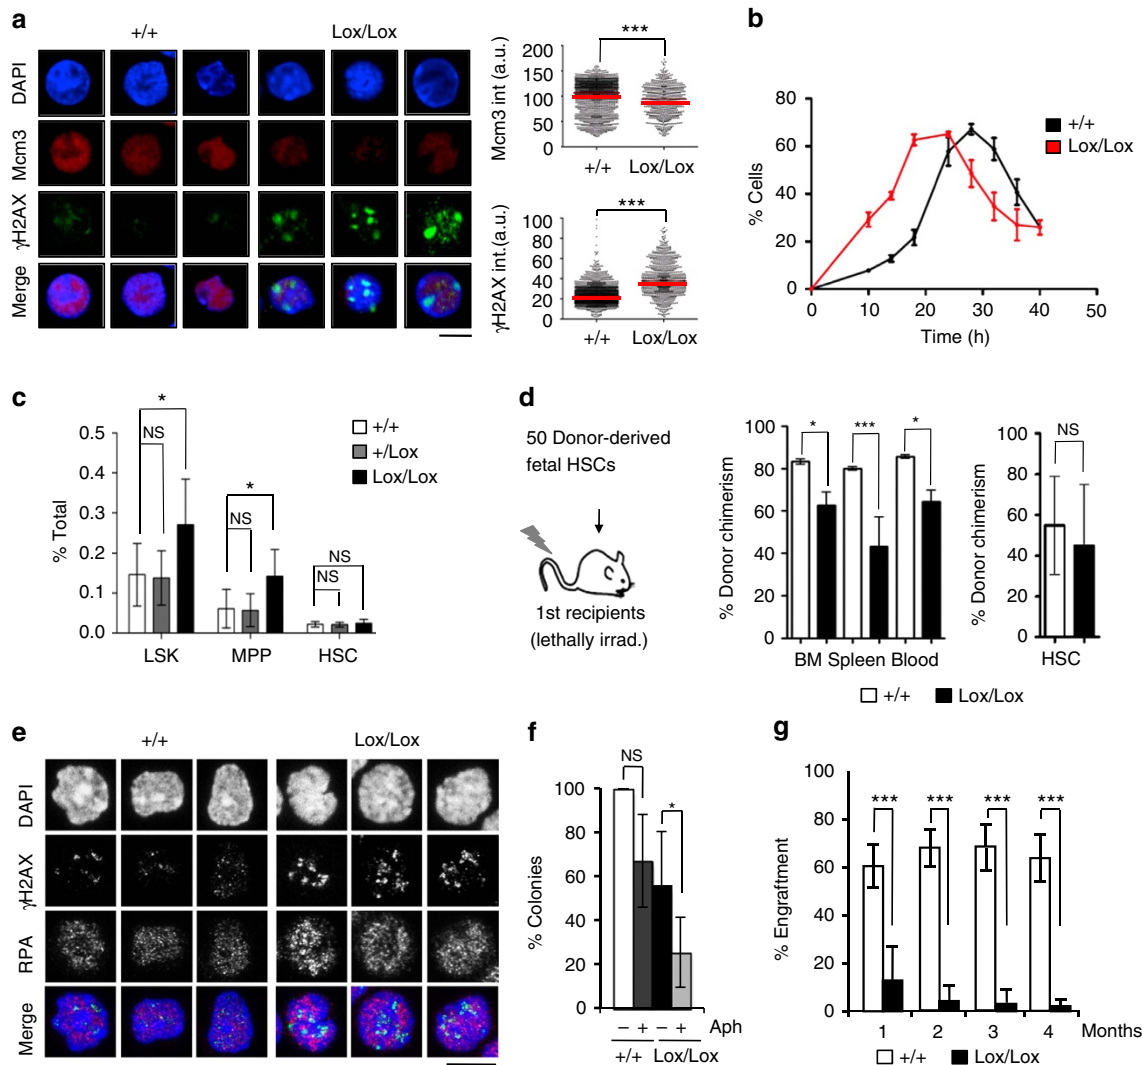 a
+/+ Lox/Lox
DAPI
Mcm3
γH2AX
Merge
Mcm3 int (a.u.)
200
150
100
50
0
***
+/+ Lox/Lox
γH2AX int.(a.u.)
100
80
60
40
20
0
***
+/+ Lox/Lox
b
% Cells
80
60
40
20
0
0 10 20 30 40 50
Time (h)
+/+
Lox/Lox
c
% Total
0.5
0.4
0.3
0.2
0.1
0.0
*
NS
*
NS
NS
NS
LSK MPP HSC
+/+
+/Lox
Lox/Lox
d
50 Donor-derived
fetal HSCs
1st recipients
(lethally irrad.)
% Donor chimerism
100
80
60
40
20
0
* *** *
BM Spleen Blood
% Donor chimerism
100
80
60
40
20
0
NS
HSC
+/+ Lox/Lox
e
+/+ Lox/Lox
DAPI
γH2AX
RPA
Merge
f
% Colonies
100
80
60
40
20
0
NS
*
– + – + Aph
+/+ Lox/Lox
g
% Engraftment
100
80
60
40
20
0
*** *** *** ***
1 2 3 4 Months
+/+ Lox/Lox